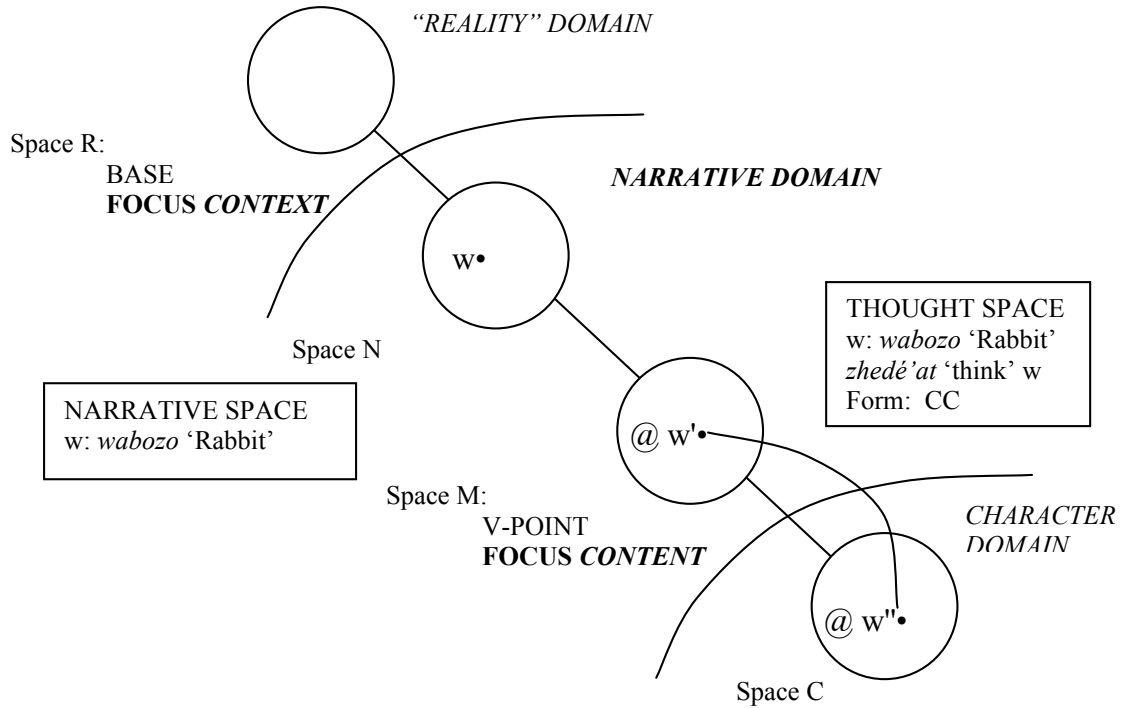 “REALITY” DOMAIN
Space R:
BASE
FOCUS CONTEXT
NARRATIVE DOMAIN
w•
Space N
NARRATIVE SPACE
w: wabozo ‘Rabbit’
THOUGHT SPACE
w: wabozo ‘Rabbit’
zhedé’at ‘think’ w
Form: CC
@ w'•
Space M:
V-POINT
FOCUS CONTENT
CHARACTER
DOMAIN
@ w"•
Space C